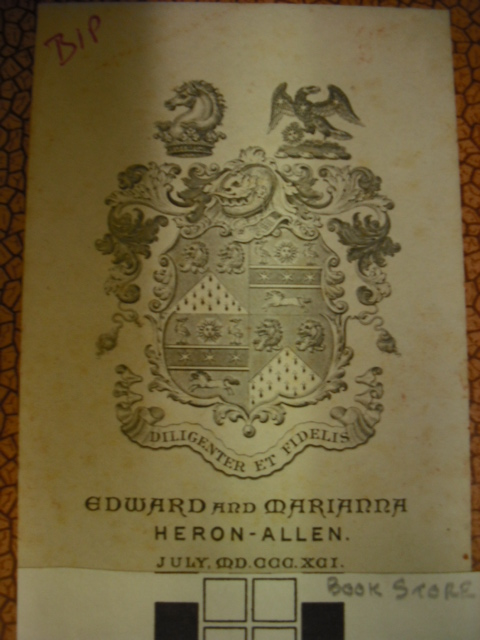 BIP
DILIGENTER ET FIDELIS
EDWARD AND MARIANNA
HERON-ALLEN.
JULY, MD.CCC.XCI.
BOOK STORE